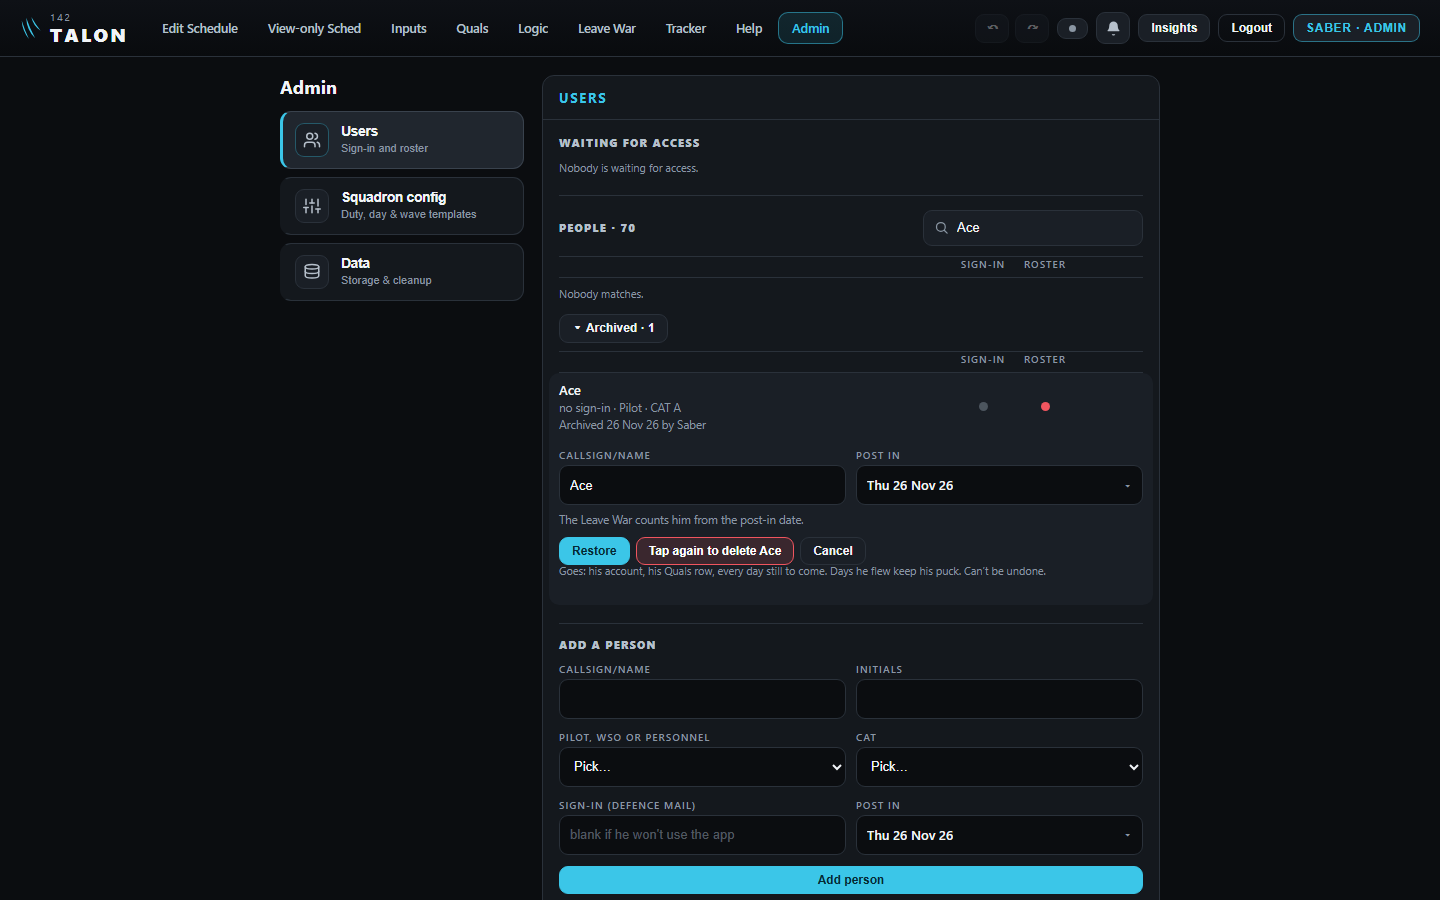 142
TALON
Edit Schedule
View-only Sched
Inputs
Quals
Logic
Leave War
Tracker
Help
Admin
Insights
Logout
SABER · ADMIN
Admin
Users
Sign-in and roster
Squadron config
Duty, day & wave templates
Data
Storage & cleanup
USERS
WAITING FOR ACCESS
Nobody is waiting for access.
PEOPLE · 70
Ace
SIGN-IN ROSTER
Nobody matches.
Archived · 1
SIGN-IN ROSTER
Ace
no sign-in · Pilot · CAT A
Archived 26 Nov 26 by Saber
CALLSIGN/NAME
POST IN
Ace
Thu 26 Nov 26
The Leave War counts him from the post-in date.
Restore
Tap again to delete Ace
Cancel
Goes: his account, his Quals row, every day still to come. Days he flew keep his puck. Can't be undone.
ADD A PERSON
CALLSIGN/NAME
INITIALS
PILOT, WSO OR PERSONNEL
CAT
Pick...
Pick...
SIGN-IN (DEFENCE MAIL)
POST IN
blank if he won't use the app
Thu 26 Nov 26
Add person